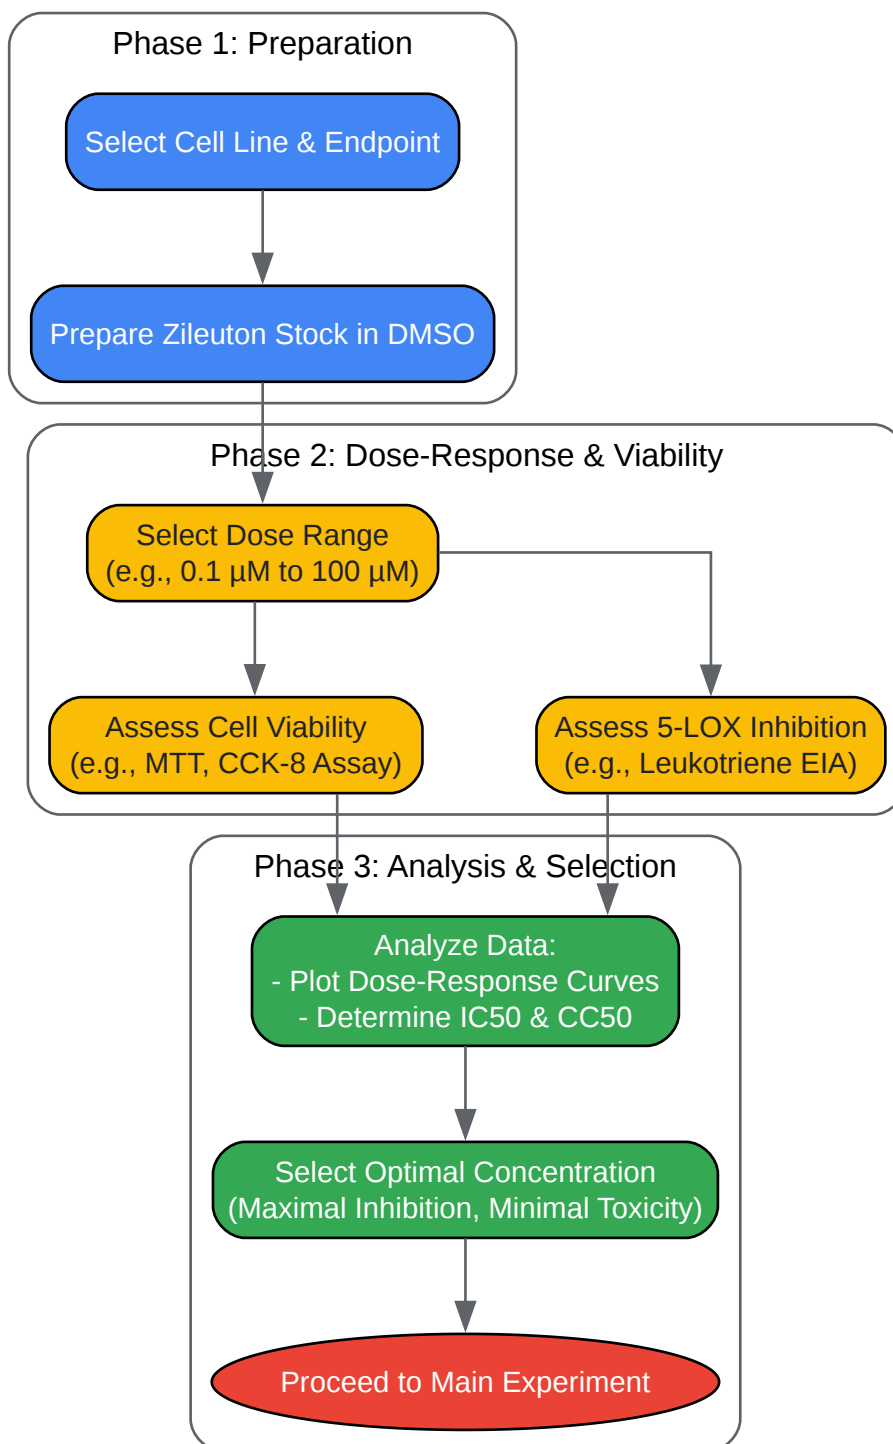 Phase 1: Preparation
Select Cell Line & Endpoint
Prepare Zileuton Stock in DMSO
Phase 2: Dose-Response & Viability
Select Dose Range
(e.g., 0.1 µM to 100 µM)
Assess Cell Viability
(e.g., MTT, CCK-8 Assay)
Assess 5-LOX Inhibition
(e.g., Leukotriene EIA)
Phase 3: Analysis & Selection
Analyze Data:
- Plot Dose-Response Curves
- Determine IC50 & CC50
Select Optimal Concentration
(Maximal Inhibition, Minimal Toxicity)
Proceed to Main Experiment